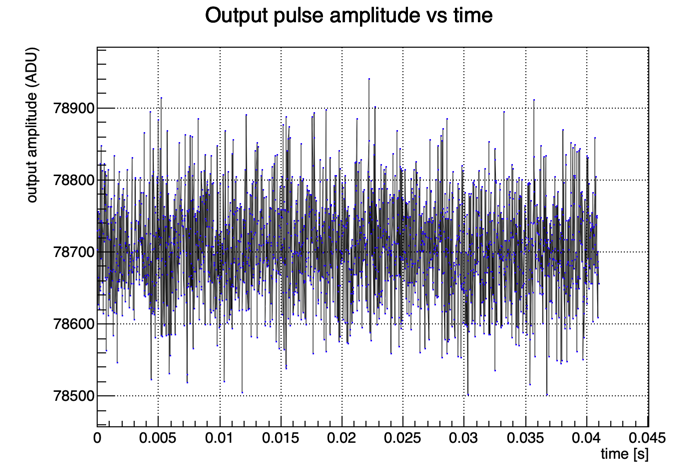 Output pulse amplitude vs time
output amplitude (ADU)
78900
78800
78700
78600
78500
0 0.005 0.01 0.015 0.02 0.025 0.03 0.035 0.04 0.045
time [s]